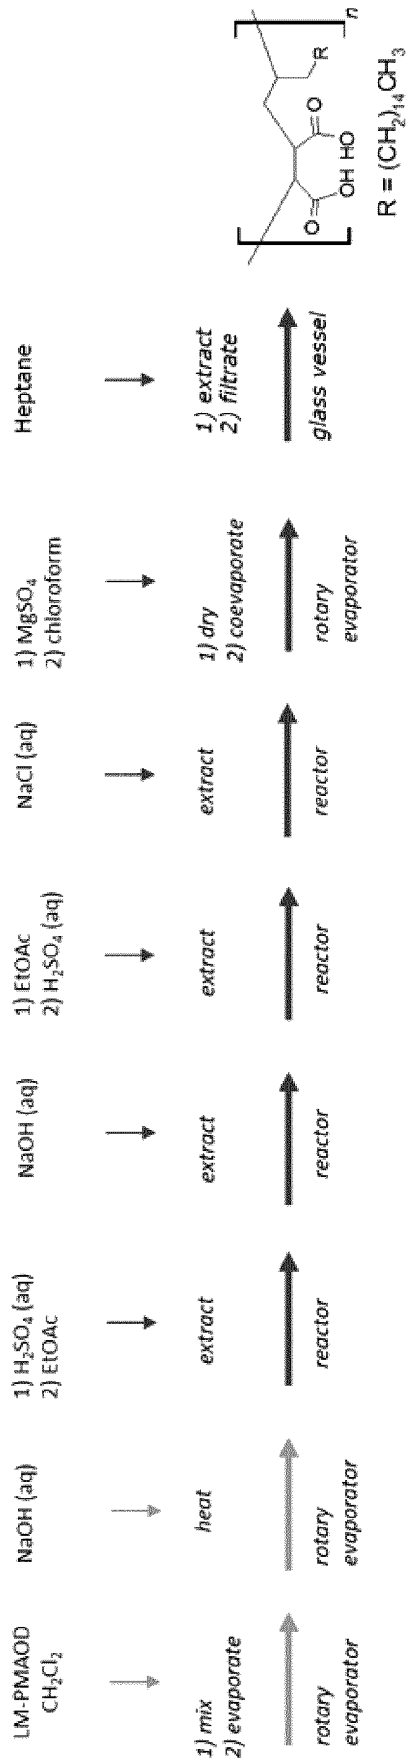 LM-PMAOD
CH₂Cl₂
1) mix
2) evaporate
rotary
evaporator
NaOH (aq)
heat
rotary
evaporator
1) H₂SO₄ (aq)
2) EtOAc
extract
reactor
NaOH (aq)
extract
reactor
1) EtOAc
2) H₂SO₄ (aq)
extract
reactor
NaCl (aq)
extract
reactor
1) MgSO₄
2) chloroform
1) dry
2) coevaporate
rotary
evaporator
Heptane
1) extract
2) filtrate
glass vessel
n
R
O O
OH HO
R = (CH₂)₁₄CH₃